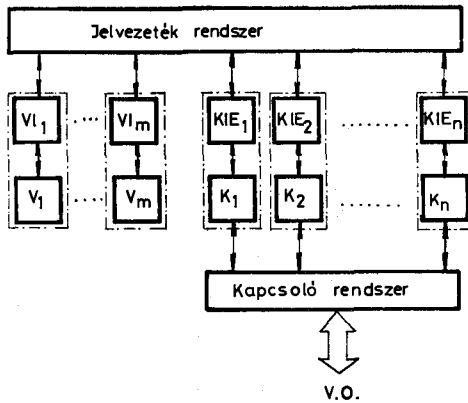 Jelvezeték rendszer
VI1 ..... VIm KIE1 KIE2 ......... KIEn
V1 ..... Vm K1 K2 ......... Kn
Kapcsoló rendszer
V.O.